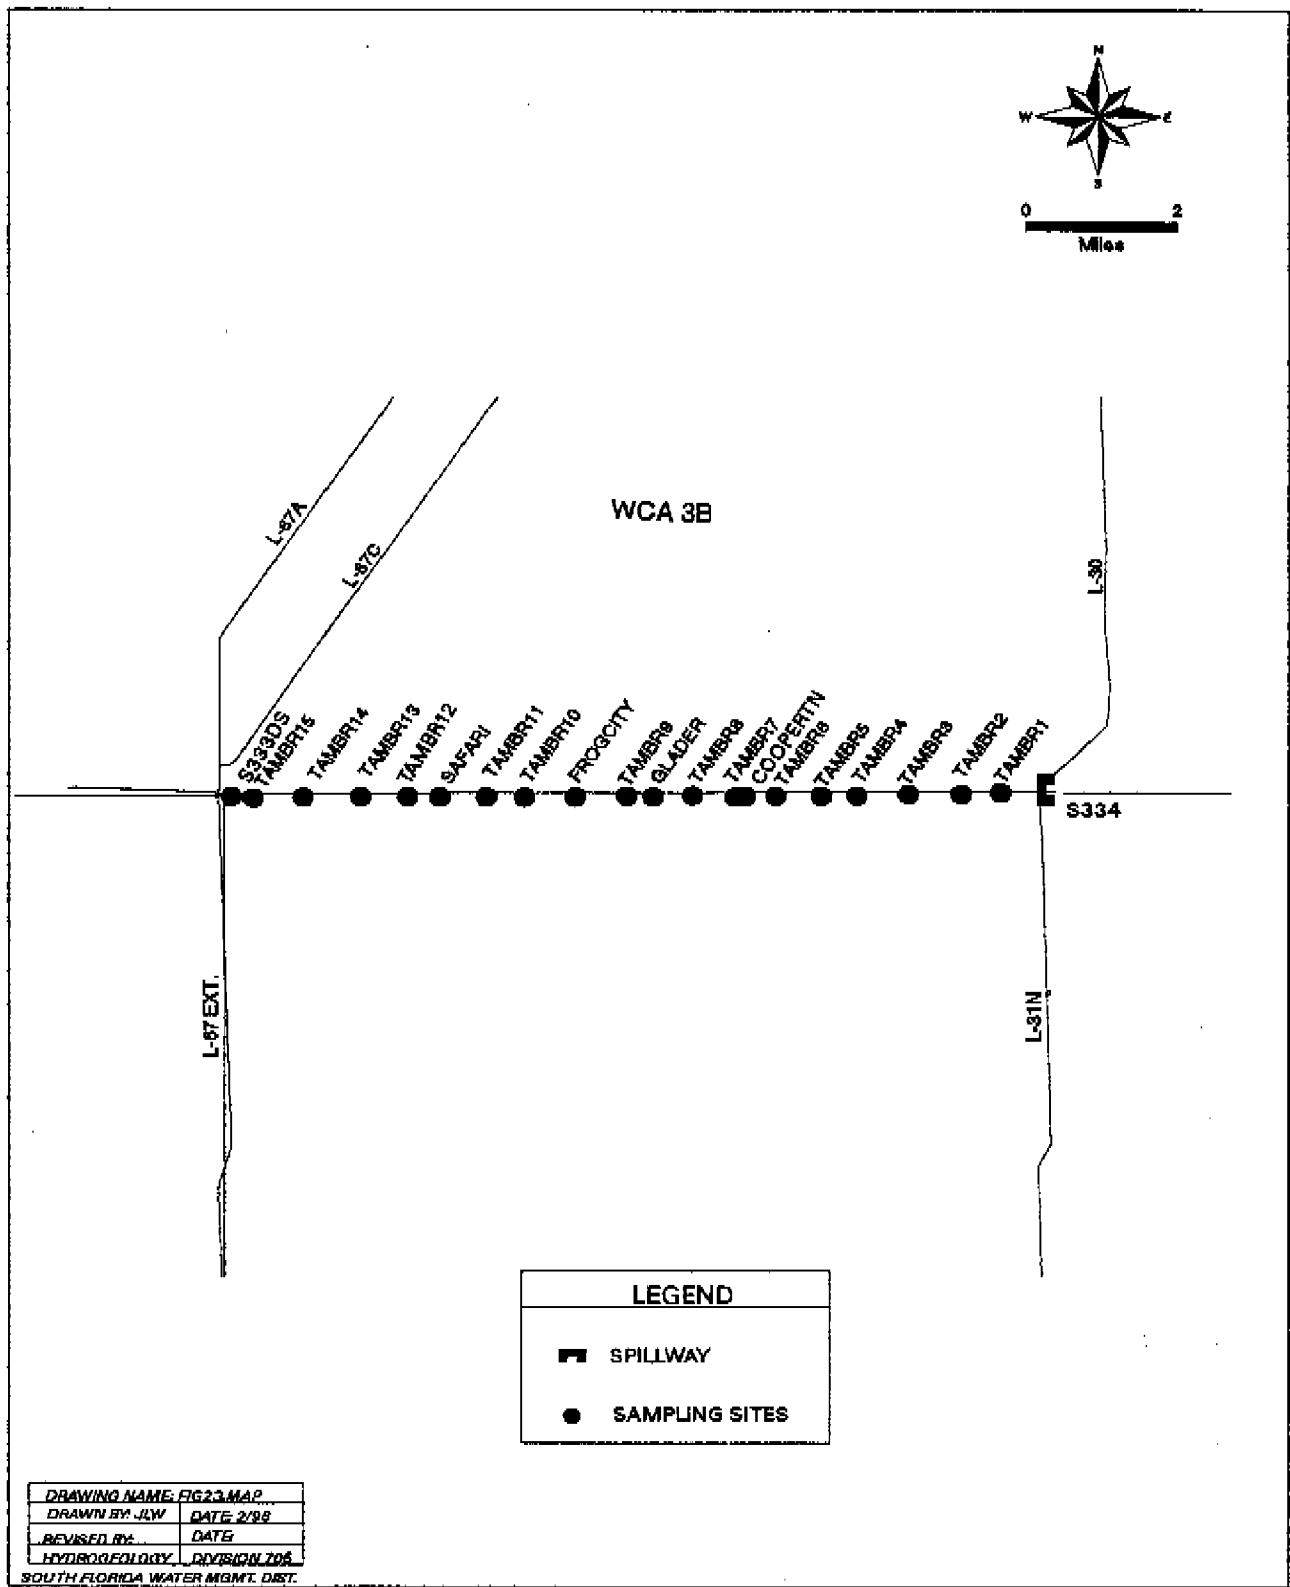 N
W E
S
0 2
Miles
L-67A
L-67C
WCA 3B
L-30
S333DS
TAMBR15
TAMBR14
TAMBR13
TAMBR12
SAFARI
TAMBR11
TAMBR10
FROGCITY
TAMBR9
GLADER
TAMBR8
TAMBR7
COOPERTN
TAMBR6
TAMBR5
TAMBR4
TAMBR3
TAMBR2
TAMBR1
S334
L-67 EXT.
L-31N
LEGEND
SPILLWAY
SAMPLING SITES
DRAWING NAME: FIG23.MAP
DRAWN BY: JLW DATE: 2/98
REVISED BY: DATE:
HYDROGEOLOGY DIVISION 705
SOUTH FLORIDA WATER MGMT. DIST.